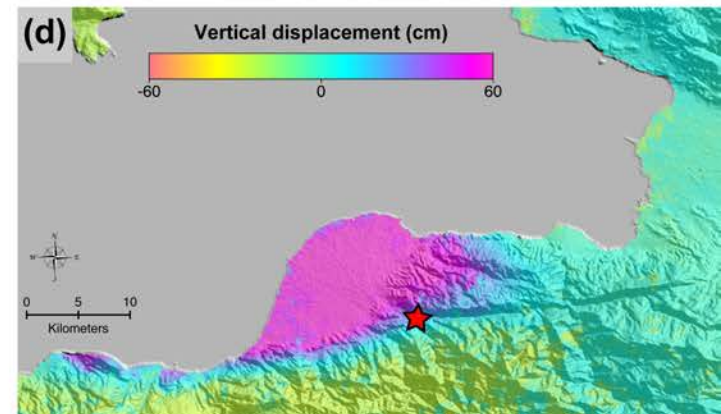 (d)
Vertical displacement (cm)
-60 0 60
N
W E
S
0 5 10
Kilometers